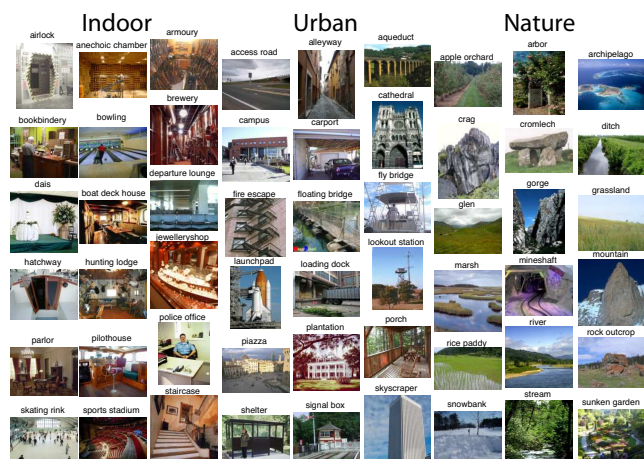 Indoor
Urban
Nature
airlock
anechoic chamber
armoury
access road
alleyway
aqueduct
apple orchard
arbor
archipelago
bookbindery
bowling
brewery
campus
carport
cathedral
crag
cromlech
ditch
dais
boat deck house
departure lounge
fire escape
floating bridge
fly bridge
glen
gorge
grassland
hatchway
hunting lodge
jewelleryshop
launchpad
loading dock
lookout station
marsh
mineshaft
mountain
parlor
pilothouse
police office
piazza
plantation
porch
rice paddy
river
rock outcrop
skating rink
sports stadium
staircase
shelter
signal box
skyscraper
snowbank
stream
sunken garden